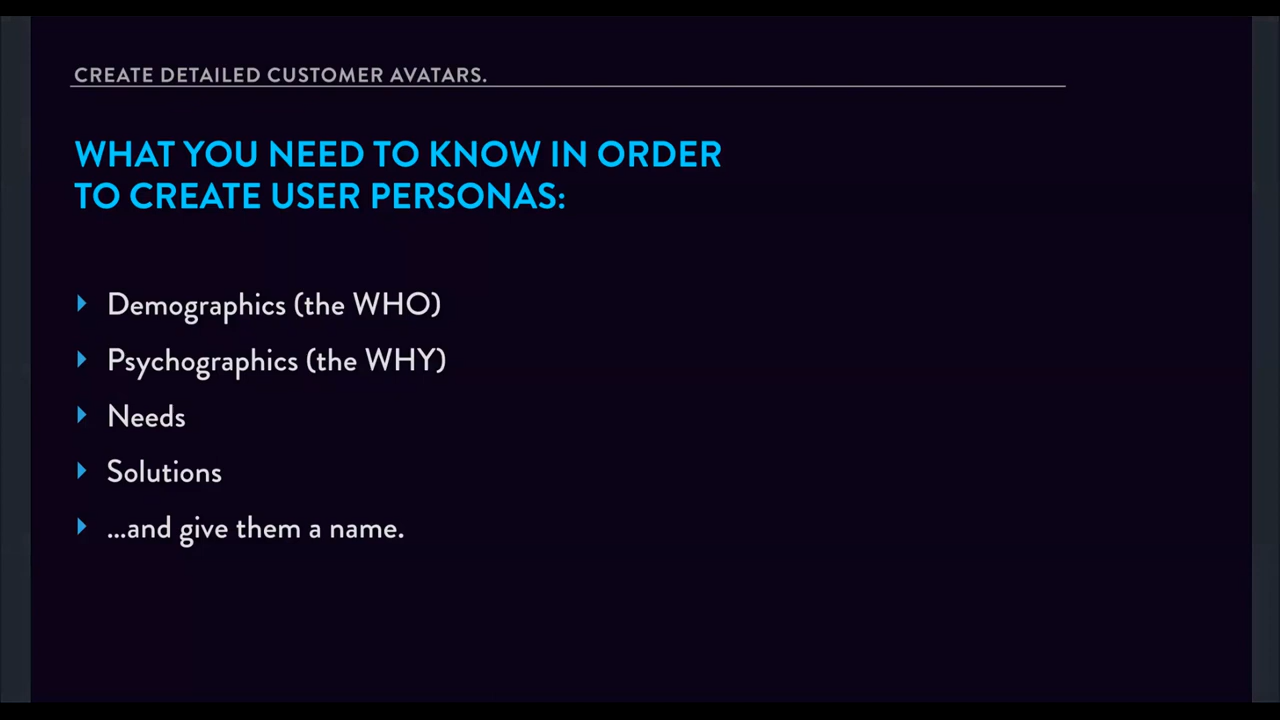 CREATE DETAILED CUSTOMER AVATARS.
WHAT YOU NEED TO KNOW IN ORDER
TO CREATE USER PERSONAS:
Demographics (the WHO)
Psychographics (the WHY)
Needs
Solutions
...and give them a name.